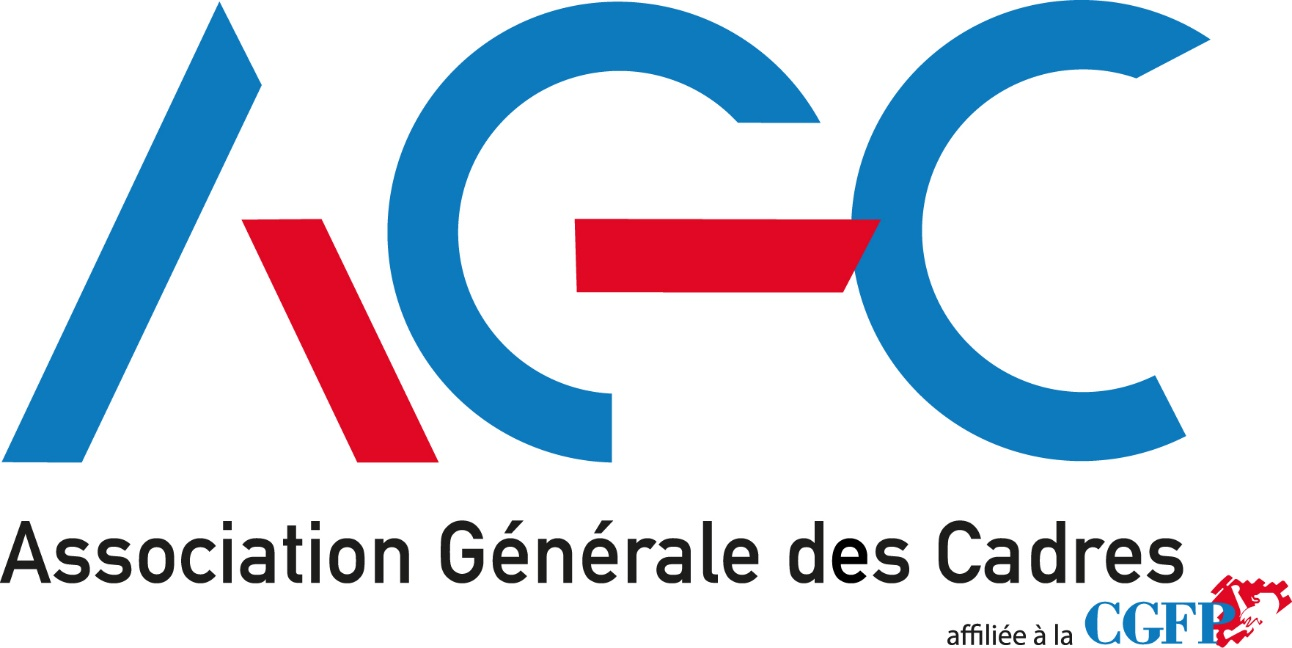 AGC
Association Générale des Cadres
affiliée à la CGFP